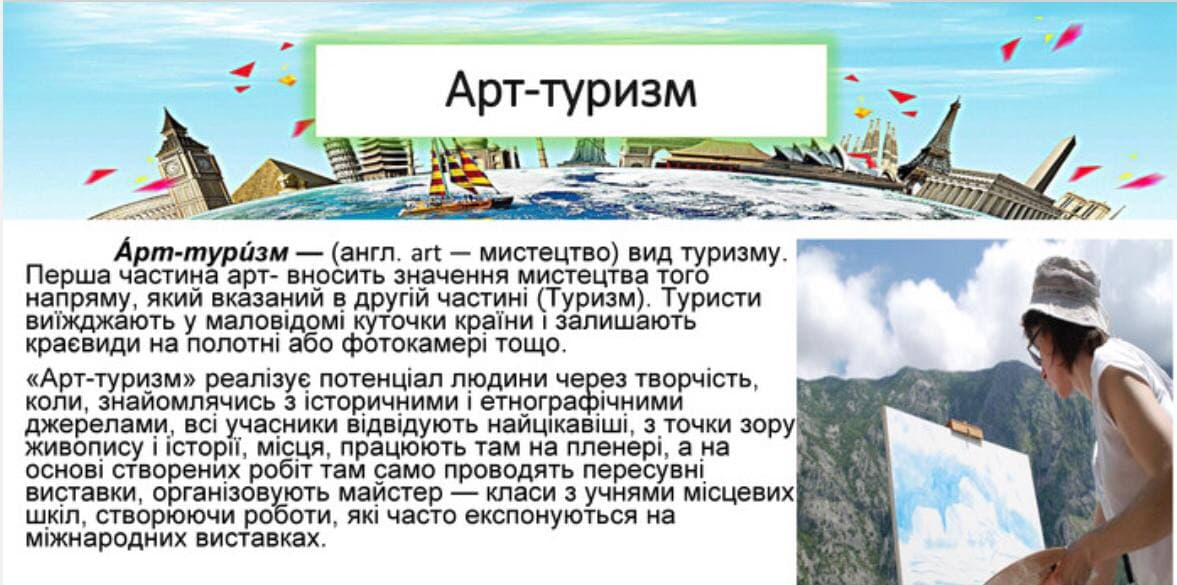 Арт-туризм
А́рт-тури́зм — (англ. art — мистецтво) вид туризму.
Перша частина арт- вносить значення мистецтва того
напряму, який вказаний в другій частині (Туризм). Туристи
виїжджають у маловідомі куточки країни і залишають
краєвиди на полотні або фотокамері тощо.
«Арт-туризм» реалізує потенціал людини через творчість,
коли, знайомлячись з історичними і етнографічними
джерелами, всі учасники відвідують найцікавіші, з точки зору
живопису і історії, місця, працюють там на пленері, а на
основі створених робіт там само проводять пересувні
виставки, організовують майстер — класи з учнями місцевих
шкіл, створюючи роботи, які часто експонуються на
міжнародних виставках.